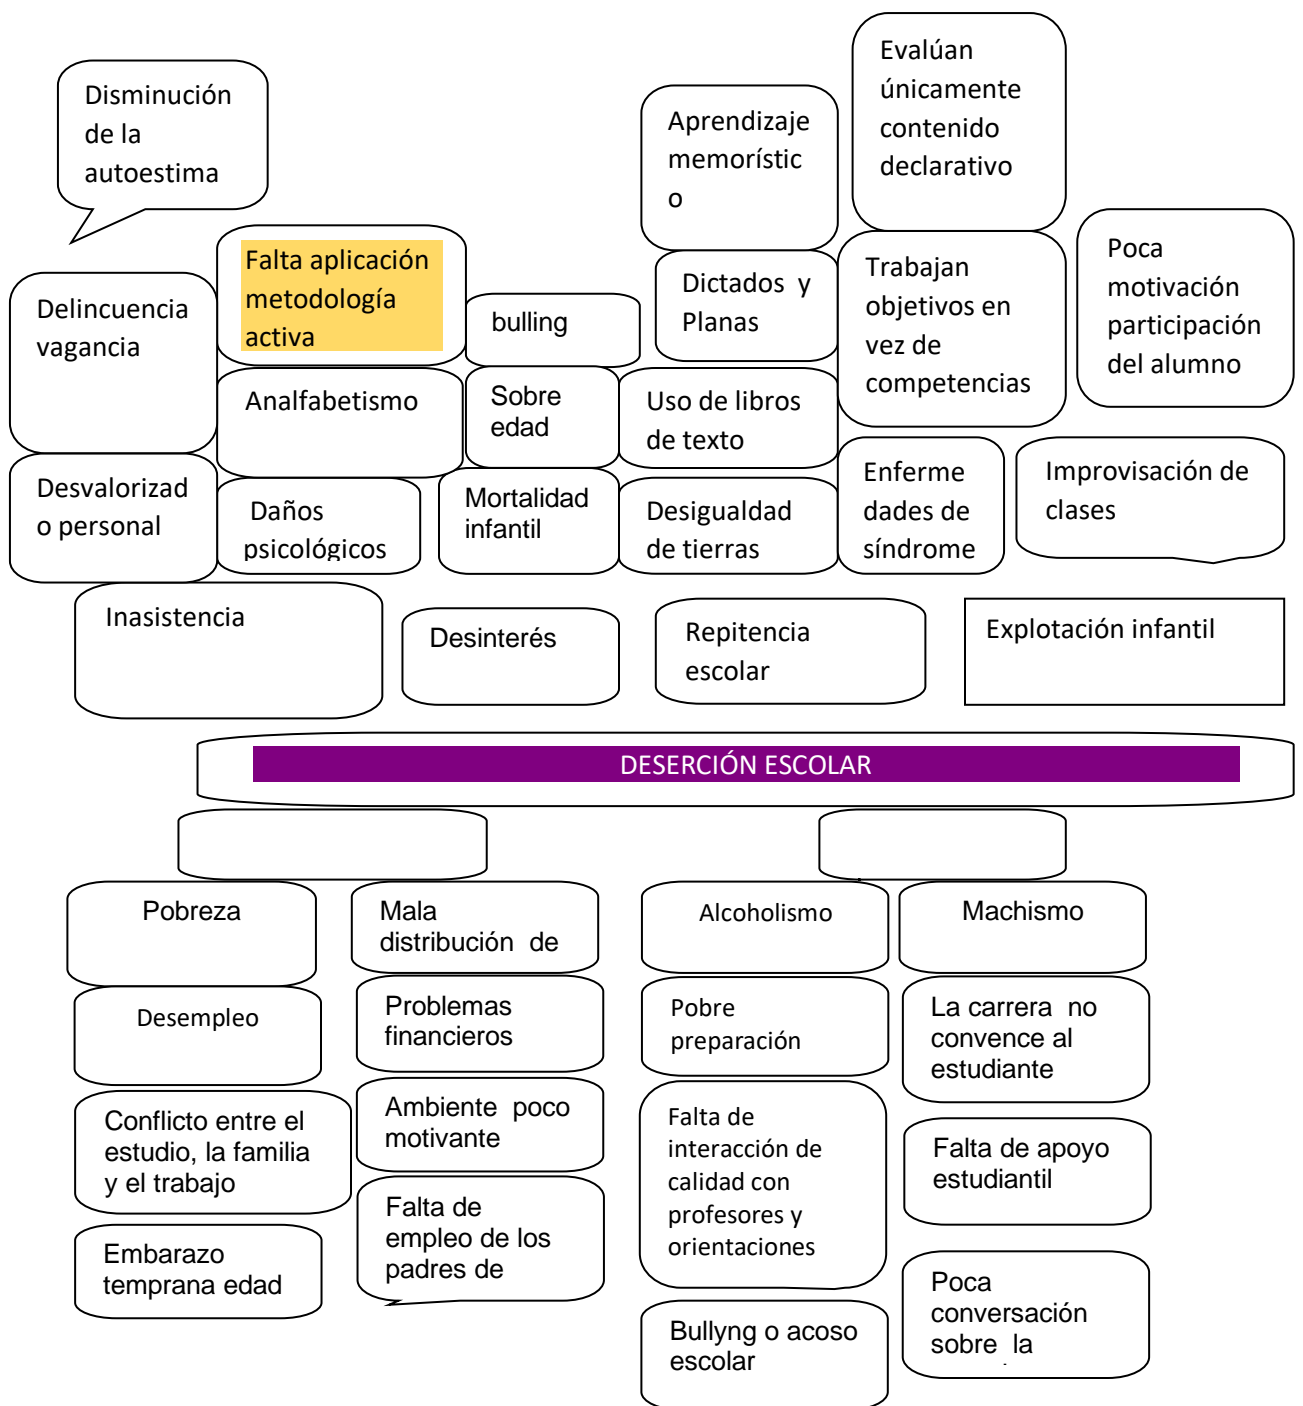 Disminución
de la
autoestima
Aprendizaje
memorístic
o
Evalúan
únicamente
contenido
declarativo
Delincuencia
vagancia
Falta aplicación
metodología
activa
bulling
Dictados y
Planas
Trabajan
objetivos en
vez de
competencias
Poca
motivación
participación
del alumno
Analfabetismo
Sobre
edad
Uso de libros
de texto
Desvalorizad
o personal
Daños
psicológicos
Mortalidad
infantil
Desigualdad
de tierras
Enferme
dades de
síndrome
Improvisación de
clases
Inasistencia
Desinterés
Repitencia
escolar
Explotación infantil
DESERCIÓN ESCOLAR
Pobreza
Mala
distribución de
Alcoholismo
Machismo
Desempleo
Problemas
financieros
Pobre
preparación
La carrera no
convence al
estudiante
Conflicto entre el
estudio, la familia
y el trabajo
Ambiente poco
motivante
Falta de
interacción de
calidad con
profesores y
orientaciones
Falta de apoyo
estudiantil
Embarazo
temprana edad
Falta de
empleo de los
padres de
Bullyng o acoso
escolar
Poca
conversación
sobre la